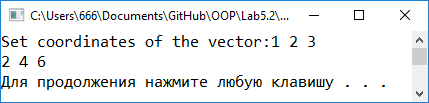 C:\Users\666\Documents\GitHub\OOP\Lab5.2\...
Set coordinates of the vector:1 2 3
2 4 6
Для продолжения нажмите любую клавишу . . .